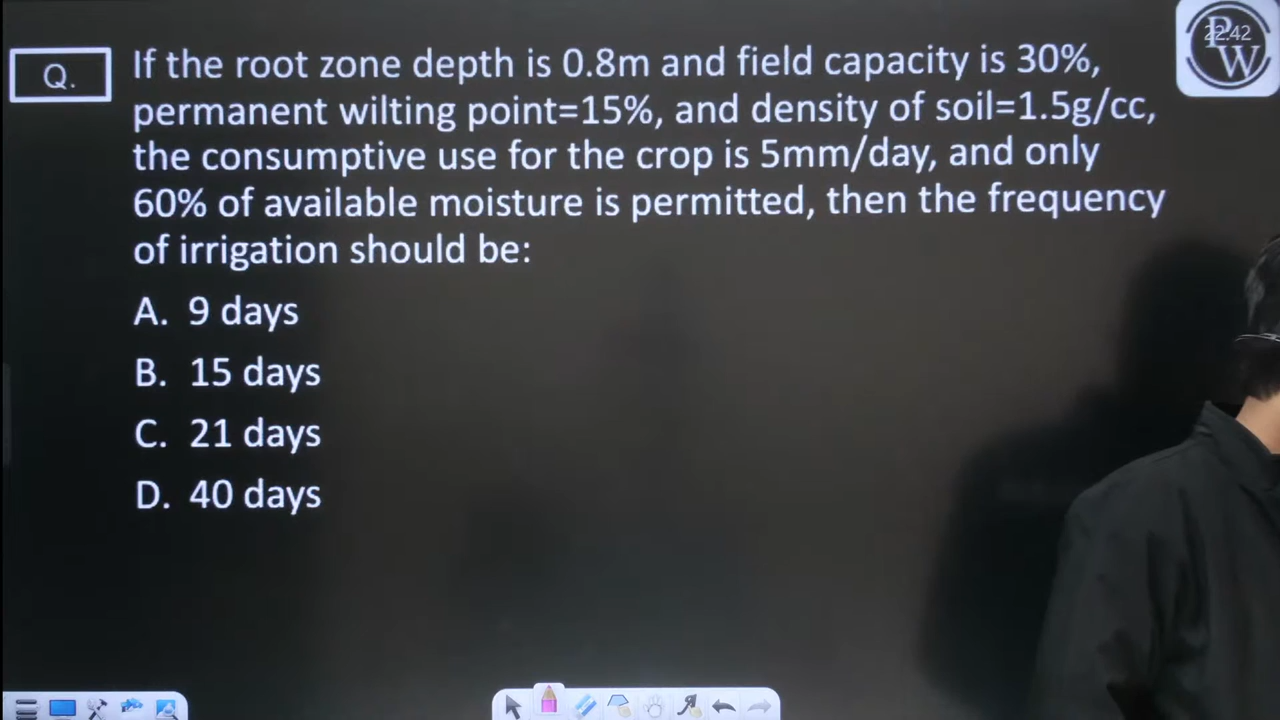 22:42
P
W
Q.
If the root zone depth is 0.8m and field capacity is 30%,
permanent wilting point=15%, and density of soil=1.5g/cc,
the consumptive use for the crop is 5mm/day, and only
60% of available moisture is permitted, then the frequency
of irrigation should be:
A. 9 days
B. 15 days
C. 21 days
D. 40 days